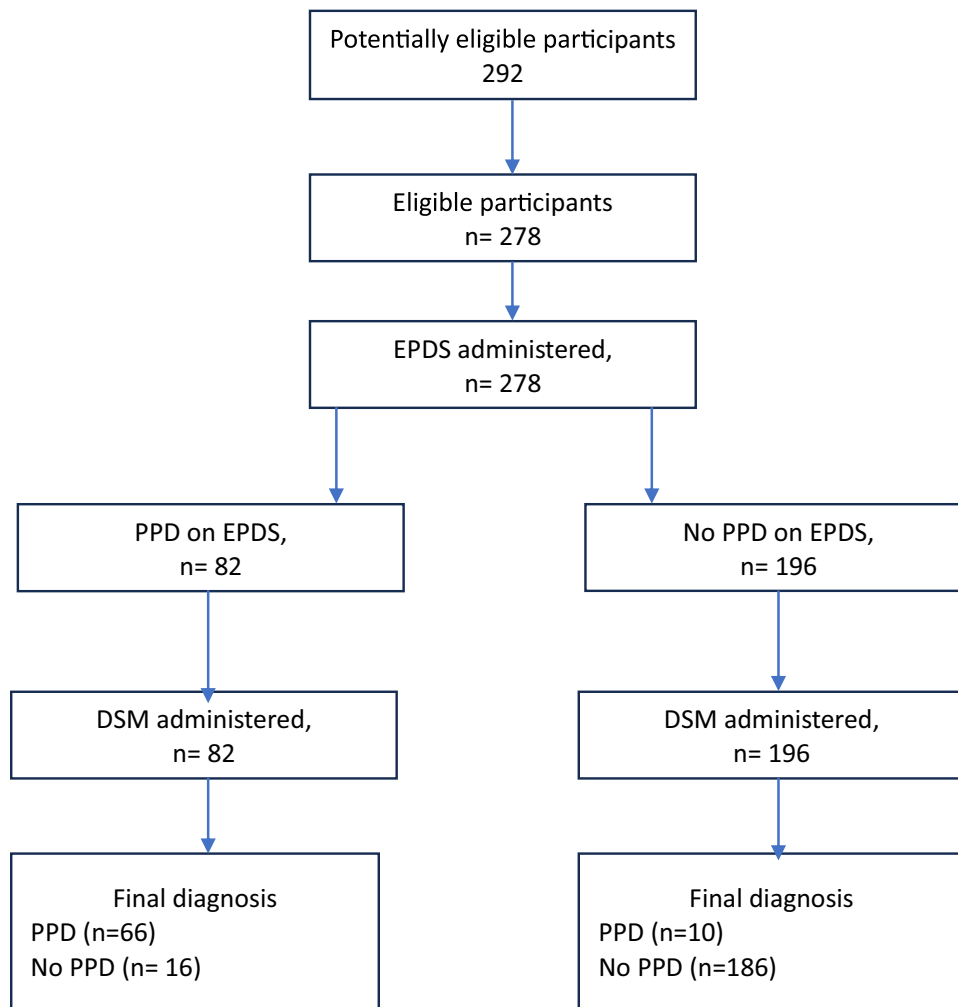 Potentially eligible participants
292
Eligible participants
n= 278
EPDS administered,
n= 278
PPD on EPDS,
n= 82
No PPD on EPDS,
n= 196
DSM administered,
n= 82
DSM administered,
n= 196
Final diagnosis
PPD (n=66)
No PPD (n= 16)
Final diagnosis
PPD (n=10)
No PPD (n=186)